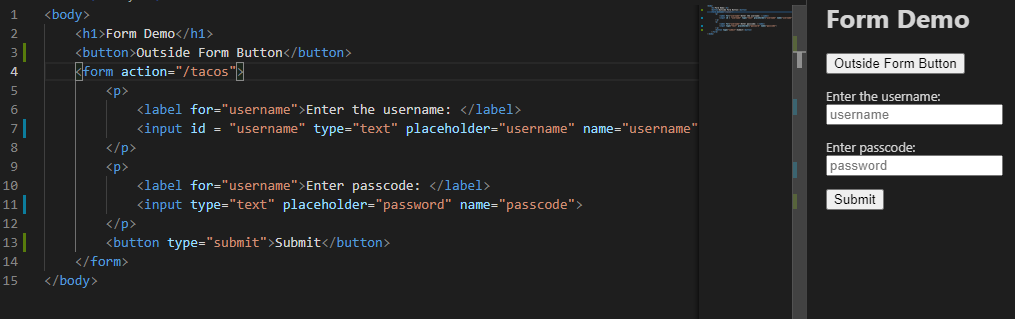 1 <body>
2 <h1>Form Demo</h1>
3 <button>Outside Form Button</button>
4 <form action="/tacos">
5 <p>
6 <label for="username">Enter the username: </label>
7 <input id = "username" type="text" placeholder="username" name="username"
8 </p>
9 <p>
10 <label for="username">Enter passcode: </label>
11 <input type="text" placeholder="password" name="passcode">
12 </p>
13 <button type="submit">Submit</button>
14 </form>
15 </body>
Form Demo
Outside Form Button
Enter the username:
username
Enter passcode:
password
Submit